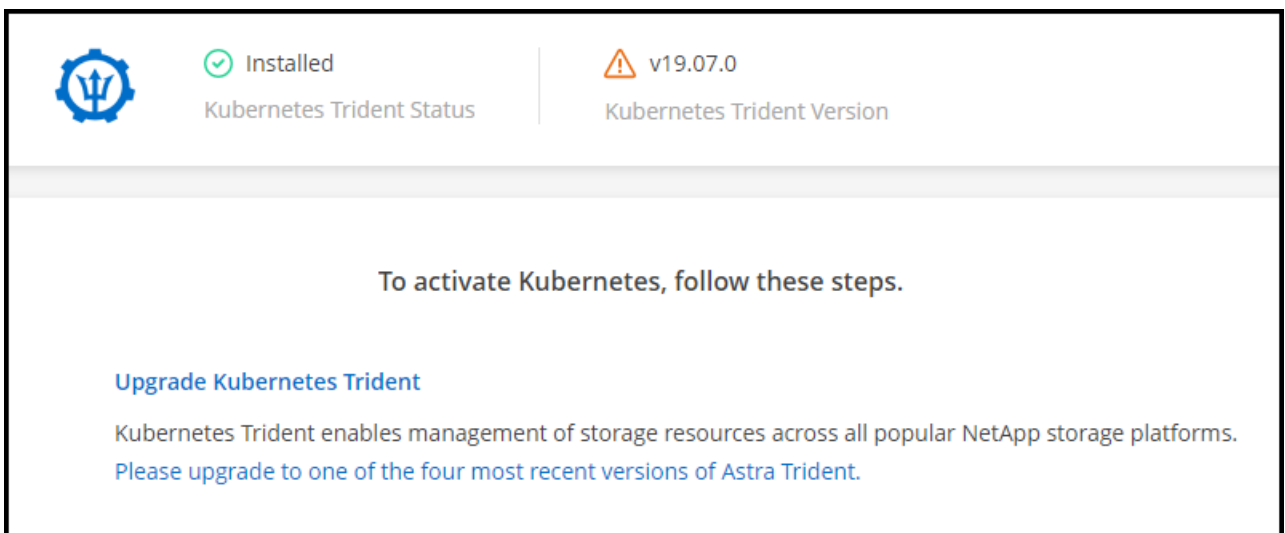 Installed
Kubernetes Trident Status
v19.07.0
Kubernetes Trident Version
To activate Kubernetes, follow these steps.
Upgrade Kubernetes Trident
Kubernetes Trident enables management of storage resources across all popular NetApp storage platforms.
Please upgrade to one of the four most recent versions of Astra Trident.